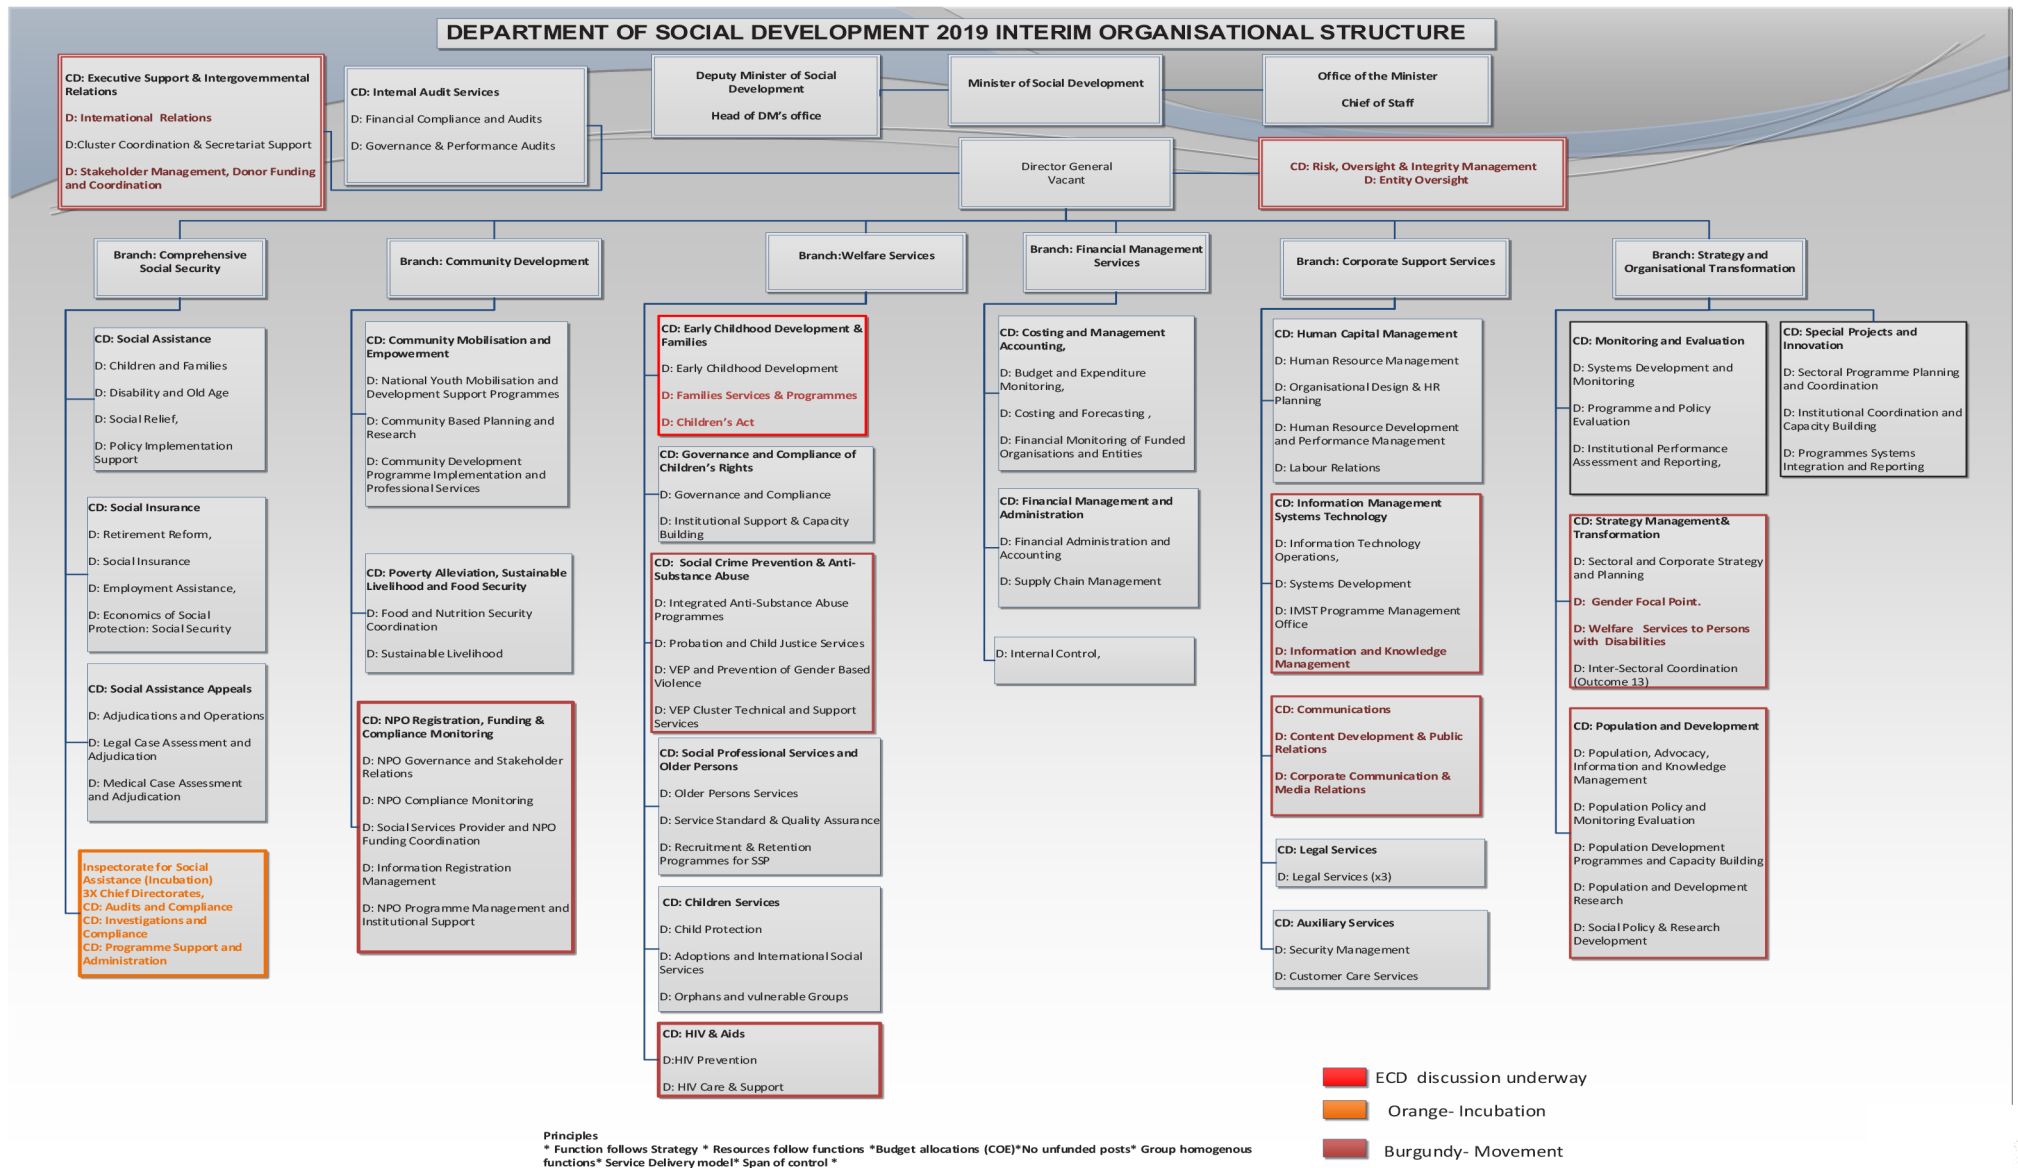 DEPARTMENT OF SOCIAL DEVELOPMENT 2019 INTERIM ORGANISATIONAL STRUCTURE
CD: Executive Support & Intergovernmental
Relations
D: International Relations
D:Cluster Coordination & Secretariat Support
D: Stakeholder Management, Donor Funding
and Coordination
CD: Internal Audit Services
D: Financial Compliance and Audits
D: Governance & Performance Audits
Deputy Minister of Social
Development
Head of DM's office
Minister of Social Development
Office of the Minister
Chief of Staff
Director General
Vacant
CD: Risk, Oversight & Integrity Management
D: Entity Oversight
Branch: Comprehensive
Social Security
CD: Social Assistance
D: Children and Families
D: Disability and Old Age
D: Social Relief,
D: Policy Implementation
Support
CD: Social Insurance
D: Retirement Reform,
D: Social Insurance
D: Employment Assistance,
D: Economics of Social
Protection: Social Security
CD: Social Assistance Appeals
D: Adjudications and Operations
D: Legal Case Assessment and
Adjudication
D: Medical Case Assessment
and Adjudication
Inspectorate for Social
Assistance (Incubation)
3X Chief Directorates,
CD: Audits and Compliance
CD: Investigations and
Compliance
CD: Programme Support and
Administration
Branch: Community Development
CD: Community Mobilisation and
Empowerment
D: National Youth Mobilisation and
Development Support Programmes
D: Community Based Planning and
Research
D: Community Development
Programme Implementation and
Professional Services
CD: Poverty Alleviation, Sustainable
Livelihood and Food Security
D: Food and Nutrition Security
Coordination
D: Sustainable Livelihood
CD: NPO Registration, Funding &
Compliance Monitoring
D: NPO Governance and Stakeholder
Relations
D: NPO Compliance Monitoring
D: Social Services Provider and NPO
Funding Coordination
D: Information Registration
Management
D: NPO Programme Management and
Institutional Support
Branch:Welfare Services
CD: Early Childhood Development &
Families
D: Early Childhood Development
D: Families Services & Programmes
D: Children's Act
CD: Governance and Compliance of
Children's Rights
D: Governance and Compliance
D: Institutional Support & Capacity
Building
CD: Social Crime Prevention & Anti-
Substance Abuse
D: Integrated Anti-Substance Abuse
Programmes
D: Probation and Child Justice Services
D: VEP and Prevention of Gender Based
Violence
D: VEP Cluster Technical and Support
Services
CD: Social Professional Services and
Older Persons
D: Older Persons Services
D: Service Standard & Quality Assurance
D: Recruitment & Retention
Programmes for SSP
CD: Children Services
D: Child Protection
D: Adoptions and International Social
Services
D: Orphans and vulnerable Groups
CD: HIV & Aids
D:HIV Prevention
D: HIV Care & Support
Branch: Financial Management
Services
CD: Costing and Management
Accounting,
D: Budget and Expenditure
Monitoring,
D: Costing and Forecasting ,
D: Financial Monitoring of Funded
Organisations and Entities
CD: Financial Management and
Administration
D: Financial Administration and
Accounting
D: Supply Chain Management
D: Internal Control,
Branch: Corporate Support Services
CD: Human Capital Management
D: Human Resource Management
D: Organisational Design & HR
Planning
D: Human Resource Development
and Performance Management
D: Labour Relations
CD: Information Management
Systems Technology
D: Information Technology
Operations,
D: Systems Development
D: IMST Programme Management
Office
D: Information and Knowledge
Management
CD: Communications
D: Content Development & Public
Relations
D: Corporate Communication &
Media Relations
CD: Legal Services
D: Legal Services (x3)
CD: Auxiliary Services
D: Security Management
D: Customer Care Services
Branch: Strategy and
Organisational Transformation
CD: Monitoring and Evaluation
D: Systems Development and
Monitoring
D: Programme and Policy
Evaluation
D: Institutional Performance
Assessment and Reporting,
CD: Special Projects and
Innovation
D: Sectoral Programme Planning
and Coordination
D: Institutional Coordination and
Capacity Building
D: Programmes Systems
Integration and Reporting
CD: Strategy Management&
Transformation
D: Sectoral and Corporate Strategy
and Planning
D: Gender Focal Point.
D: Welfare Services to Persons
with Disabilities
D: Inter-Sectoral Coordination
(Outcome 13)
CD: Population and Development
D: Population, Advocacy,
Information and Knowledge
Management
D: Population Policy and
Monitoring Evaluation
D: Population Development
Programmes and Capacity Building
D: Population and Development
Research
D: Social Policy & Research
Development
ECD discussion underway
Orange- Incubation
Burgundy- Movement
Principles
* Function follows Strategy * Resources follow functions *Budget allocations (COE)*No unfunded posts* Group homogenous
functions* Service Delivery model* Span of control *